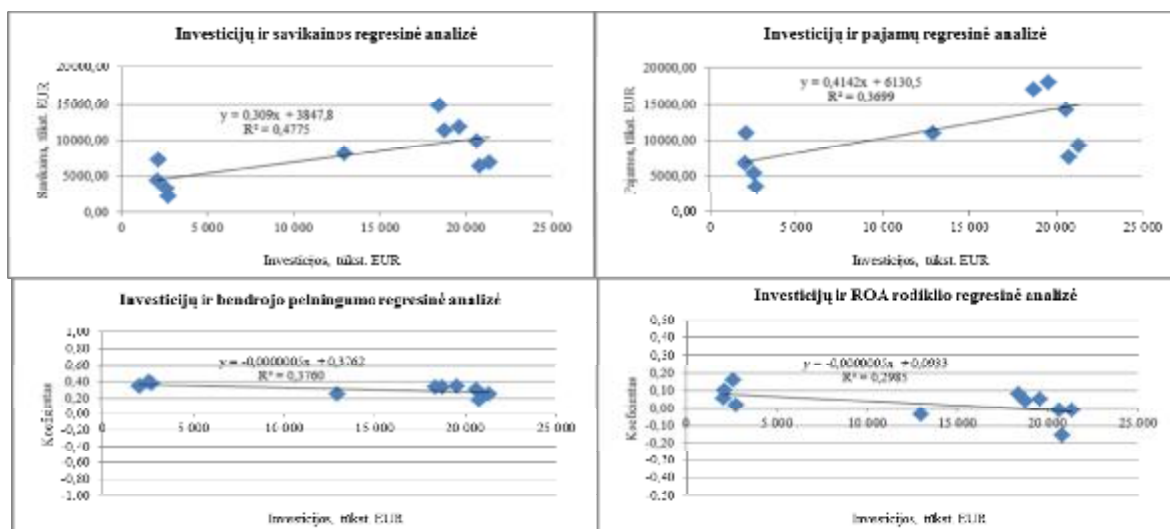 Investicijų ir savikainos regresinė analizė
Savikaina, tūkst. EUR
20000,00
15000,00
10000,00
5000,00
0,00
y = 0,309x + 3847,8
R² = 0,4775
0
5 000
10 000
15 000
20 000
25 000
Investicijos, tūkst. EUR
Investicijų ir pajamų regresinė analizė
Pajamos, tūkst. EUR
20000,00
15000,00
10000,00
5000,00
0,00
y = 0,4142x + 6130,5
R² = 0,3699
0
5 000
10 000
15 000
20 000
25 000
Investicijos, tūkst. EUR
Investicijų ir bendrojo pelningumo regresinė analizė
Koeficientas
1,00
0,80
0,60
0,40
0,20
0,00
-0,20
-0,40
-0,60
-0,80
-1,00
y = -0,0000005x + 0,3762
R² = 0,3760
0
5 000
10 000
15 000
20 000
25 000
Investicijos, tūkst. EUR
Investicijų ir ROA rodiklio regresinė analizė
Koeficientas
0,50
0,40
0,30
0,20
0,10
0,00
-0,10
-0,20
-0,30
-0,40
-0,50
y = -0,0000005x + 0,0933
R² = 0,2985
0
5 000
10 000
15 000
20 000
25 000
Investicijos, tūkst. EUR